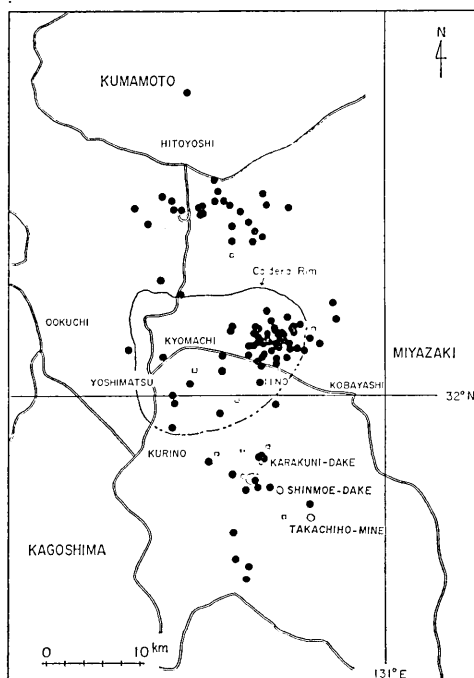 N
KUMAMOTO
HITOYOSHI
Caldera Rim
OOKUCHI
KYOMACHI
MIYAZAKI
YOSHIMATSU
IINO
KOBAYASHI
32°N
KURINO
KARAKUNI-DAKE
SHINMOE-DAKE
TAKACHIHO-MINE
KAGOSHIMA
0 10 km
131°E